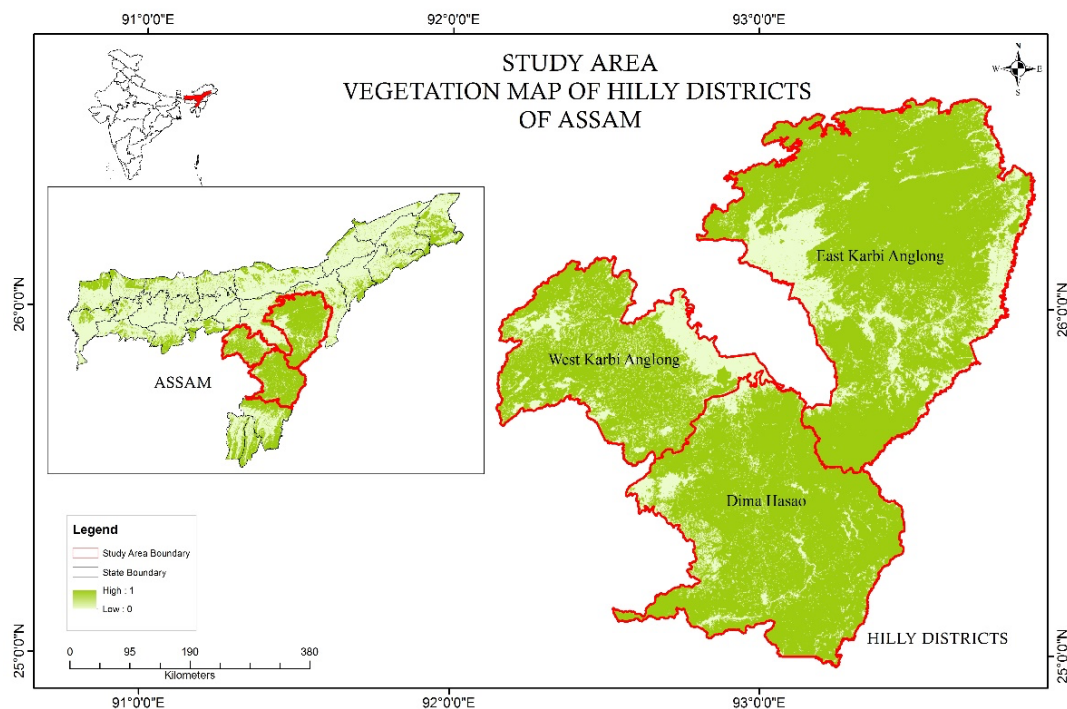 91°0'0"E
92°0'0"E
93°0'0"E
STUDY AREA
VEGETATION MAP OF HILLY DISTRICTS
OF ASSAM
N
W E
S
East Karbi Anglong
26°0'0"N
26°0'0"N
West Karbi Anglong
ASSAM
Dima Hasao
Legend
Study Area Boundary
State Boundary
High : 1
Low : 0
0 95 190 380
Kilometers
HILLY DISTRICTS
25°0'0"N
25°0'0"N
91°0'0"E
92°0'0"E
93°0'0"E